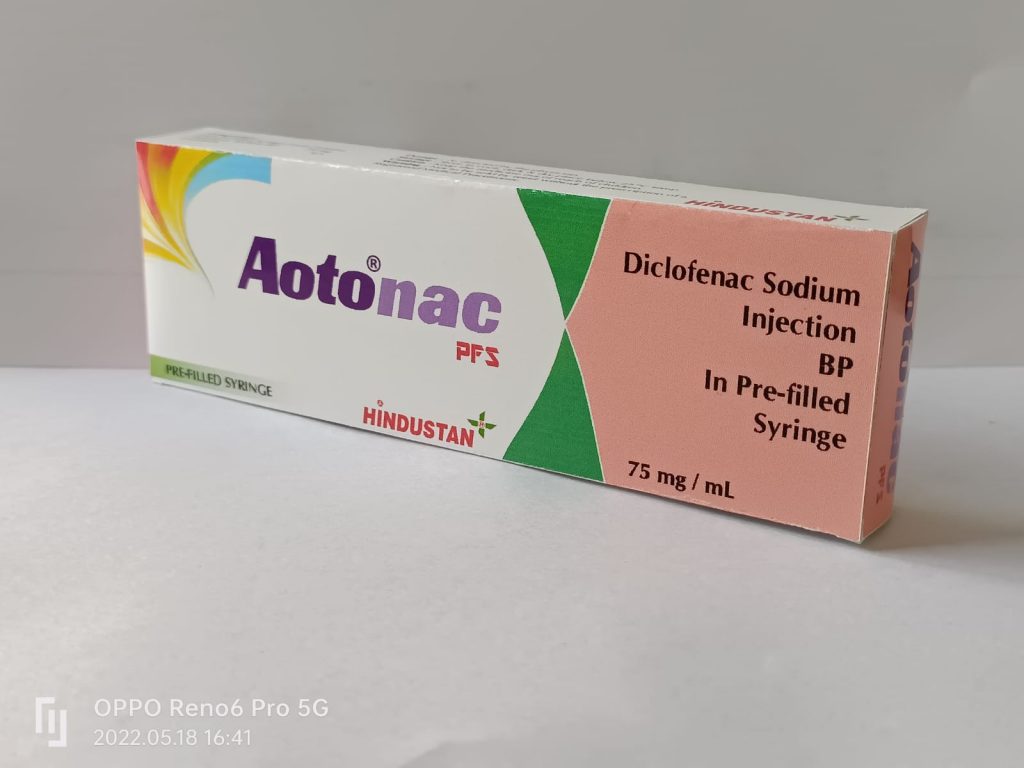 HINDUSTAN
Aotonac®
PFS
PRE-FILLED SYRINGE
HINDUSTAN
Diclofenac Sodium
Injection
BP
In Pre-filled
Syringe
75 mg / mL
Aotonac
PFS
OPPO Reno6 Pro 5G
2022.05.18 16:41